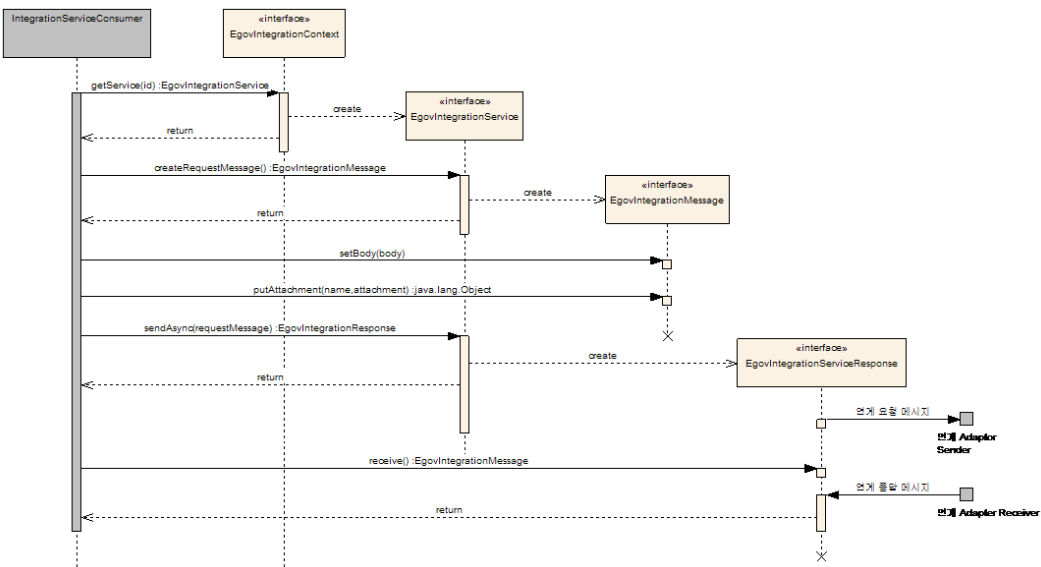 IntegrationServiceConsumer
«interface»
EgovIntegrationContext
getService(id) :EgovIntegrationService
create
«interface»
EgovIntegrationService
return
createRequestMessage() :EgovIntegrationMessage
create
«interface»
EgovIntegrationMessage
return
setBody(body)
putAttachment(name,attachment) :java.lang.Object
sendAsync(requestMessage) :EgovIntegrationResponse
create
«interface»
EgovIntegrationServiceResponse
return
연계 요청 메시지
연계 Adaptor
Sender
receive() :EgovIntegrationMessage
연계 응답 메시지
return
연계 Adapter Receiver